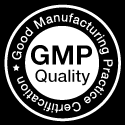 Good Manufacturing Practice Certification
GMP
Quality